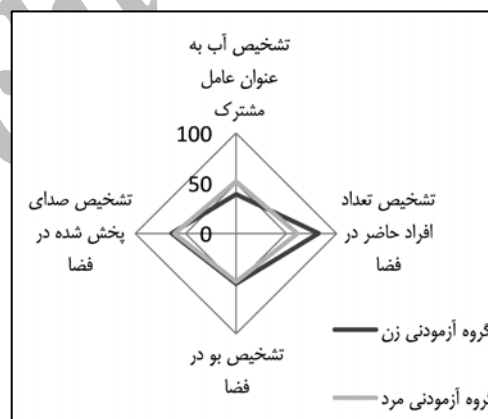 تشخیص آب به
عنوان عامل
مشترک
100
50
0
تشخیص تعداد
افراد حاضر در
فضا
تشخیص صدای
پخش شده در
فضا
تشخیص بو در
فضا
گروه آزمودنی زن
گروه آزمودنی مرد